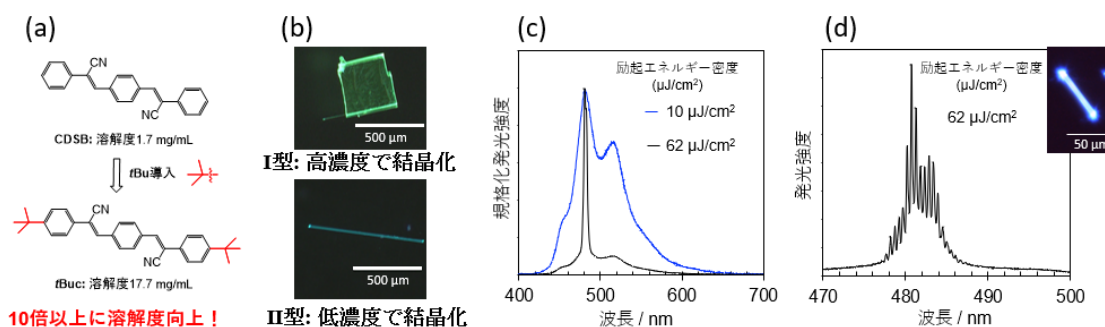 (a)
CN
CN
CDSB: 溶解度1.7 mg/mL
tBu導入
CN
CN
tBuc: 溶解度17.7 mg/mL
10倍以上に溶解度向上！
(b)
500 µm
I型: 高濃度で結晶化
500 µm
II型: 低濃度で結晶化
(c)
励起エネルギー密度
(µJ/cm²)
10 µJ/cm²
62 µJ/cm²
規格化発光強度
400 500 600 700
波長 / nm
(d)
励起エネルギー密度
(µJ/cm²)
62 µJ/cm²
50 µm
発光強度
470 480 490 500
波長 / nm